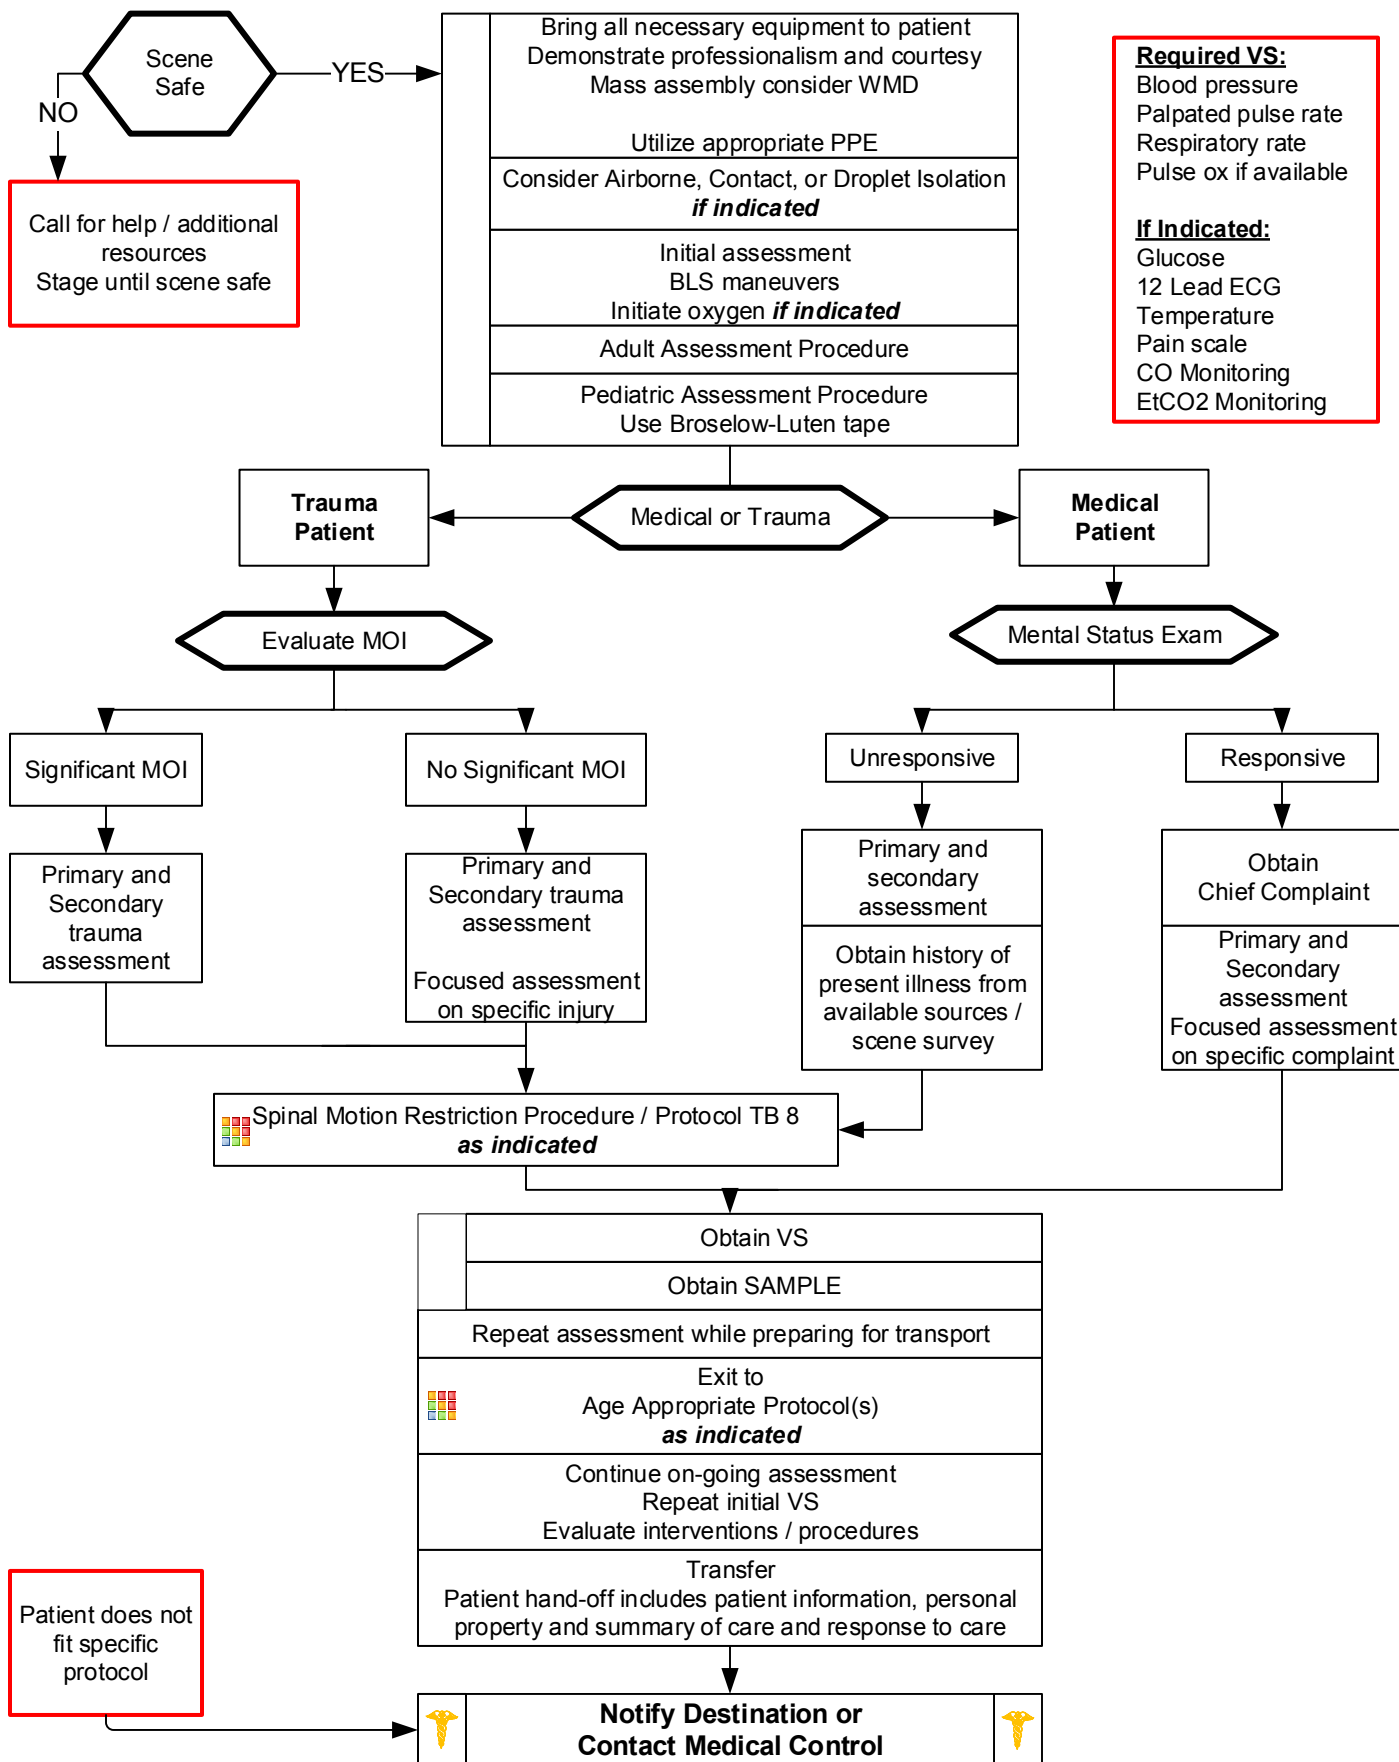 Scene
Safe
YES
NO
Call for help / additional
resources
Stage until scene safe
Bring all necessary equipment to patient
Demonstrate professionalism and courtesy
Mass assembly consider WMD
Utilize appropriate PPE
Consider Airborne, Contact, or Droplet Isolation
if indicated
Initial assessment
BLS maneuvers
Initiate oxygen if indicated
Adult Assessment Procedure
Pediatric Assessment Procedure
Use Broselow-Luten tape
Required VS:
Blood pressure
Palpated pulse rate
Respiratory rate
Pulse ox if available
If Indicated:
Glucose
12 Lead ECG
Temperature
Pain scale
CO Monitoring
EtCO2 Monitoring
Trauma
Patient
Medical or Trauma
Medical
Patient
Evaluate MOI
Mental Status Exam
Significant MOI
No Significant MOI
Unresponsive
Responsive
Primary and
Secondary
trauma
assessment
Primary and
Secondary trauma
assessment
Focused assessment
on specific injury
Primary and
secondary
assessment
Obtain history of
present illness from
available sources /
scene survey
Obtain
Chief Complaint
Primary and
Secondary
assessment
Focused assessment
on specific complaint
Spinal Motion Restriction Procedure / Protocol TB 8
as indicated
Obtain VS
Obtain SAMPLE
Repeat assessment while preparing for transport
Exit to
Age Appropriate Protocol(s)
as indicated
Continue on-going assessment
Repeat initial VS
Evaluate interventions / procedures
Transfer
Patient hand-off includes patient information, personal
property and summary of care and response to care
Patient does not
fit specific
protocol
Notify Destination or
Contact Medical Control